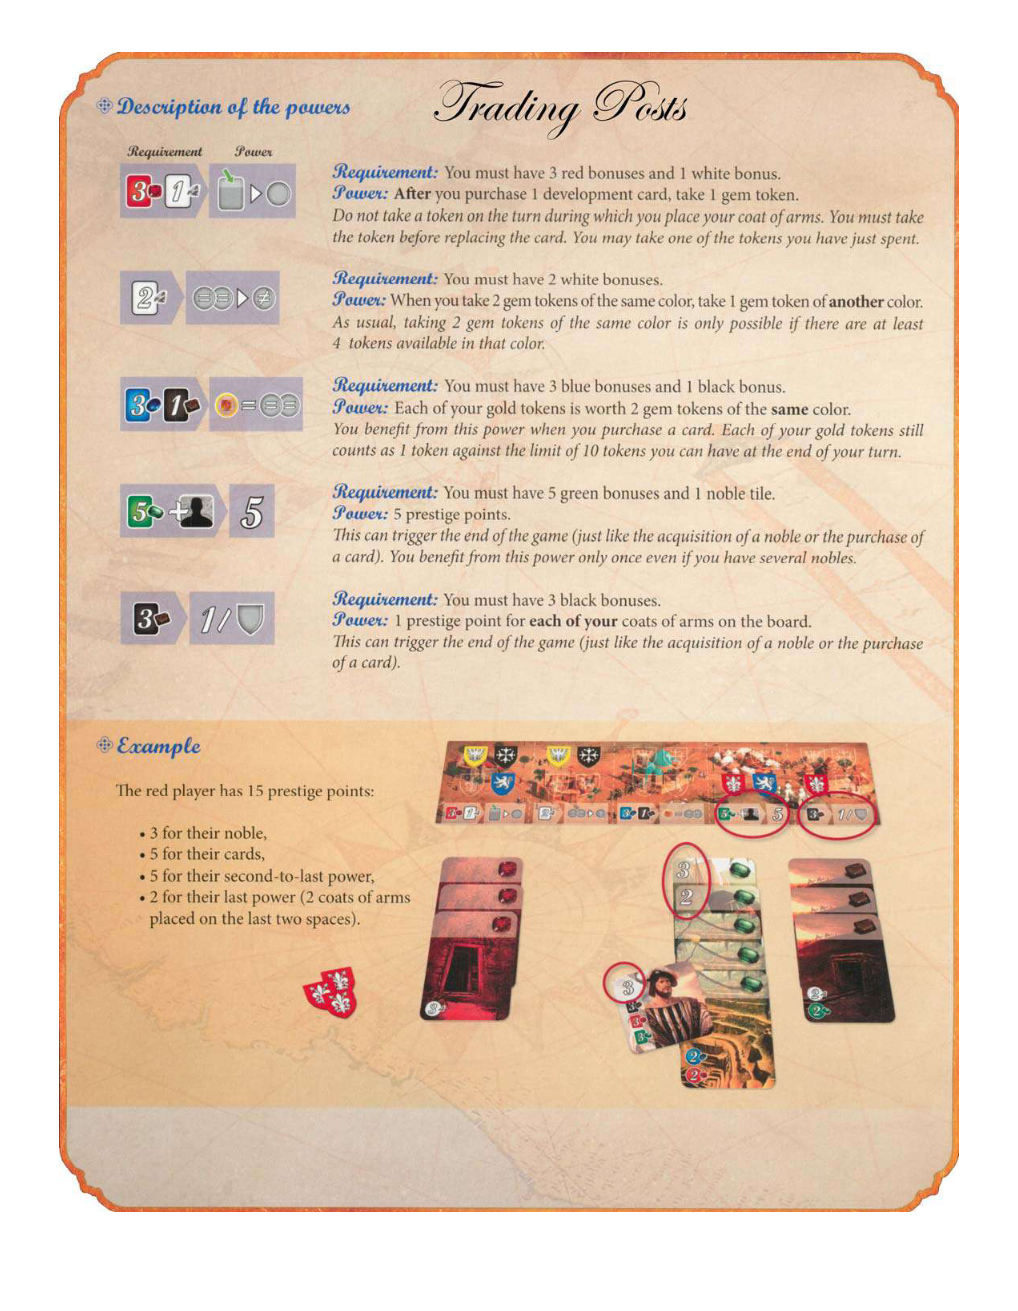 Description of the powers
Trading Posts
Requirement Power
3 1
Requirement: You must have 3 red bonuses and 1 white bonus.
Power: After you purchase 1 development card, take 1 gem token.
Do not take a token on the turn during which you place your coat of arms. You must take
the token before replacing the card. You may take one of the tokens you have just spent.
2 == ≠
Requirement: You must have 2 white bonuses.
Power: When you take 2 gem tokens of the same color, take 1 gem token of another color.
As usual, taking 2 gem tokens of the same color is only possible if there are at least
4 tokens available in that color.
3 1 = ==
Requirement: You must have 3 blue bonuses and 1 black bonus.
Power: Each of your gold tokens is worth 2 gem tokens of the same color.
You benefit from this power when you purchase a card. Each of your gold tokens still
counts as 1 token against the limit of 10 tokens you can have at the end of your turn.
5 + 5
Requirement: You must have 5 green bonuses and 1 noble tile.
Power: 5 prestige points.
This can trigger the end of the game (just like the acquisition of a noble or the purchase of
a card). You benefit from this power only once even if you have several nobles.
3 1/
Requirement: You must have 3 black bonuses.
Power: 1 prestige point for each of your coats of arms on the board.
This can trigger the end of the game (just like the acquisition of a noble or the purchase
of a card).
Example
The red player has 15 prestige points:
• 3 for their noble,
• 5 for their cards,
• 5 for their second-to-last power,
• 2 for their last power (2 coats of arms
placed on the last two spaces).
3 1 2 3 1 5 + 5 3 1/
3
2
3
3
3
3
3
2
2
2
2